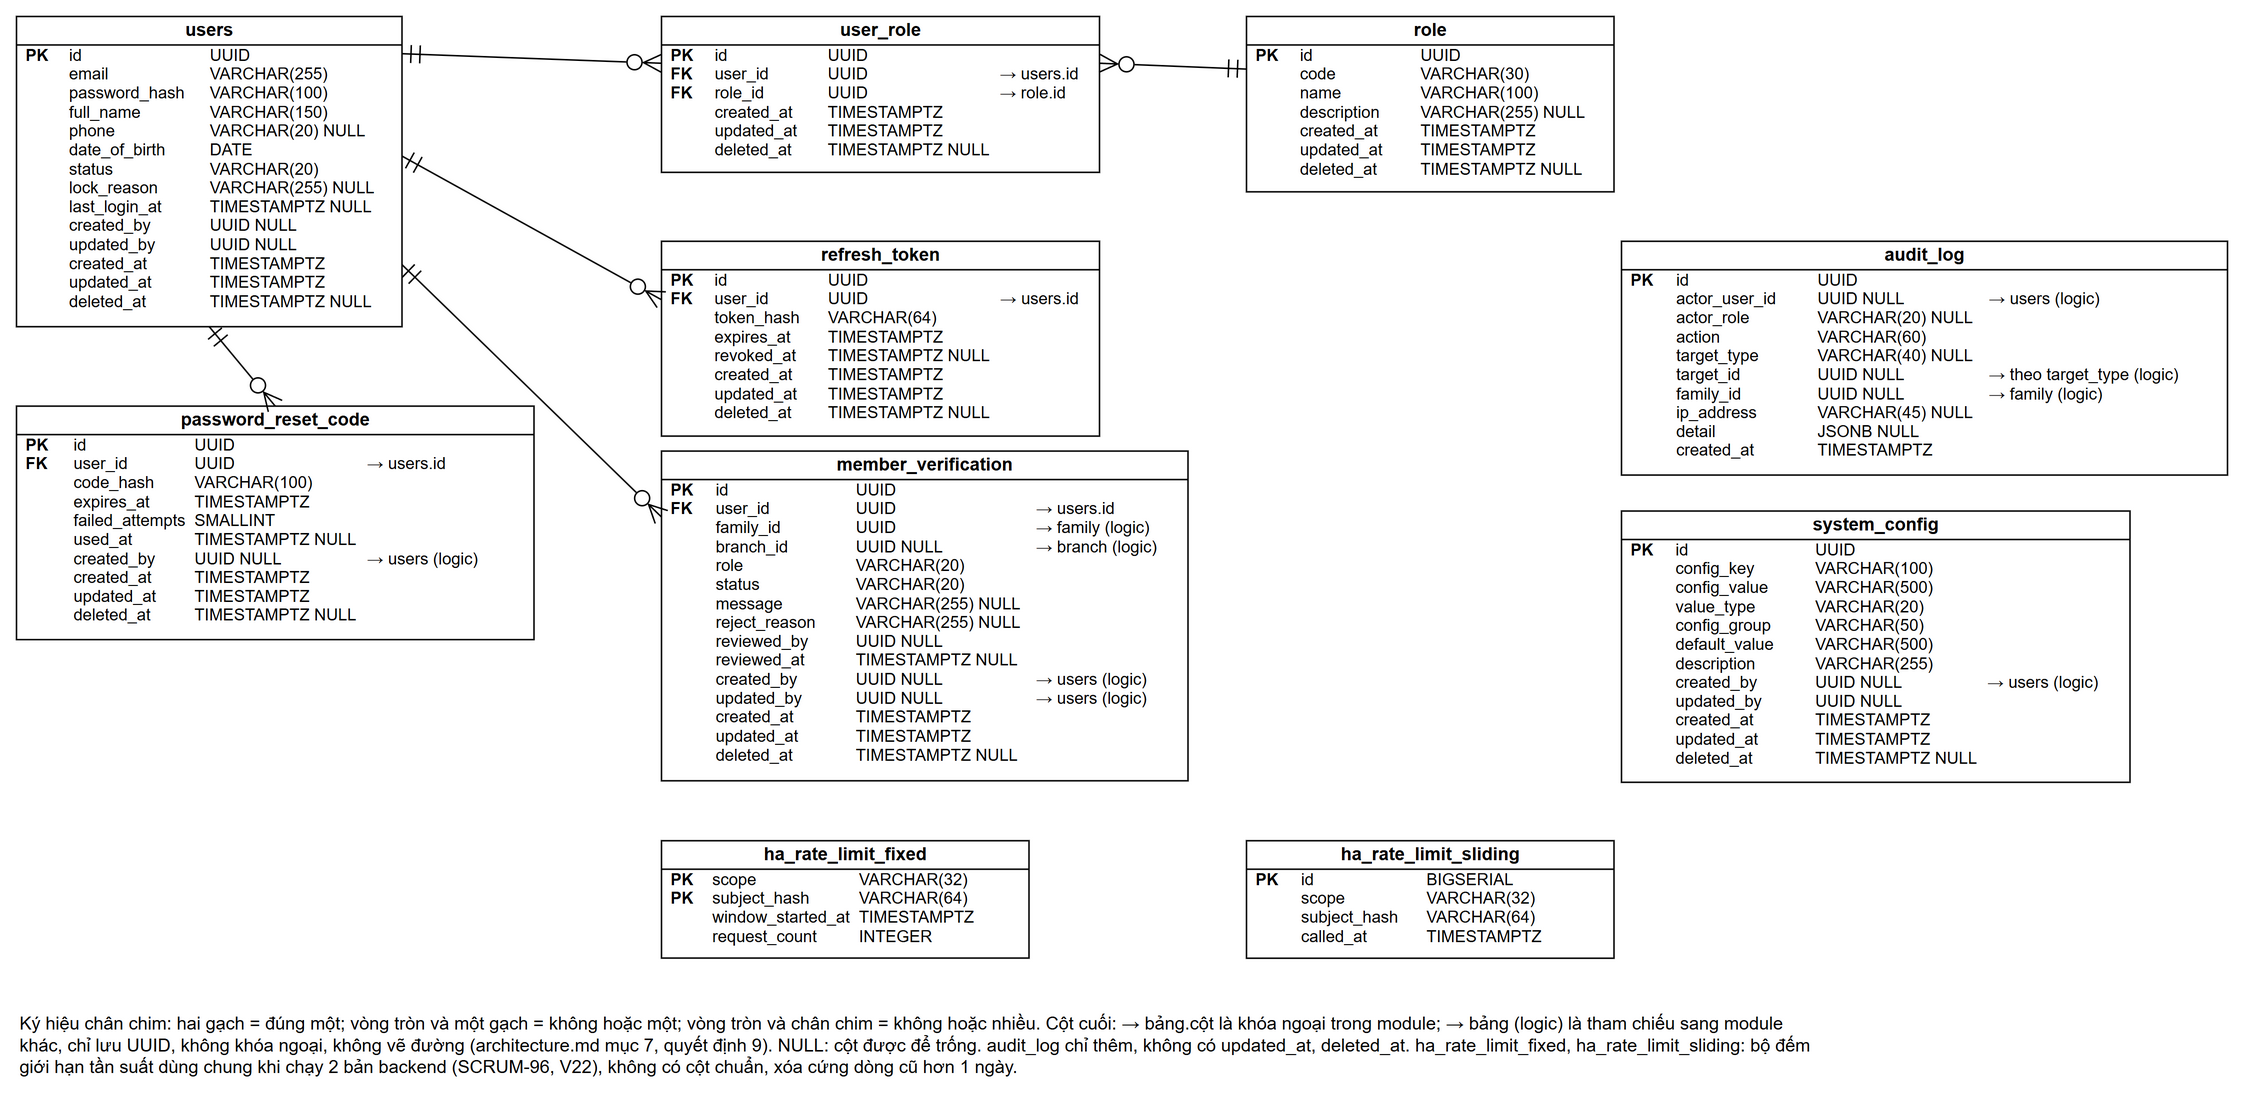 users
PK id UUID
email VARCHAR(255)
password_hash VARCHAR(100)
full_name VARCHAR(150)
phone VARCHAR(20) NULL
date_of_birth DATE
status VARCHAR(20)
lock_reason VARCHAR(255) NULL
last_login_at TIMESTAMPTZ NULL
created_by UUID NULL
updated_by UUID NULL
created_at TIMESTAMPTZ
updated_at TIMESTAMPTZ
deleted_at TIMESTAMPTZ NULL
user_role
PK id UUID
FK user_id UUID → users.id
FK role_id UUID → role.id
created_at TIMESTAMPTZ
updated_at TIMESTAMPTZ
deleted_at TIMESTAMPTZ NULL
role
PK id UUID
code VARCHAR(30)
name VARCHAR(100)
description VARCHAR(255) NULL
created_at TIMESTAMPTZ
updated_at TIMESTAMPTZ
deleted_at TIMESTAMPTZ NULL
refresh_token
PK id UUID
FK user_id UUID → users.id
token_hash VARCHAR(64)
expires_at TIMESTAMPTZ
revoked_at TIMESTAMPTZ NULL
created_at TIMESTAMPTZ
updated_at TIMESTAMPTZ
deleted_at TIMESTAMPTZ NULL
audit_log
PK id UUID
actor_user_id UUID NULL → users (logic)
actor_role VARCHAR(20) NULL
action VARCHAR(60)
target_type VARCHAR(40) NULL
target_id UUID NULL → theo target_type (logic)
family_id UUID NULL → family (logic)
ip_address VARCHAR(45) NULL
detail JSONB NULL
created_at TIMESTAMPTZ
password_reset_code
PK id UUID
FK user_id UUID → users.id
code_hash VARCHAR(100)
expires_at TIMESTAMPTZ
failed_attempts SMALLINT
used_at TIMESTAMPTZ NULL
created_by UUID NULL → users (logic)
created_at TIMESTAMPTZ
updated_at TIMESTAMPTZ
deleted_at TIMESTAMPTZ NULL
member_verification
PK id UUID
FK user_id UUID → users.id
family_id UUID → family (logic)
branch_id UUID NULL → branch (logic)
role VARCHAR(20)
status VARCHAR(20)
message VARCHAR(255) NULL
reject_reason VARCHAR(255) NULL
reviewed_by UUID NULL
reviewed_at TIMESTAMPTZ NULL
created_by UUID NULL → users (logic)
updated_by UUID NULL → users (logic)
created_at TIMESTAMPTZ
updated_at TIMESTAMPTZ
deleted_at TIMESTAMPTZ NULL
system_config
PK id UUID
config_key VARCHAR(100)
config_value VARCHAR(500)
value_type VARCHAR(20)
config_group VARCHAR(50)
default_value VARCHAR(500)
description VARCHAR(255)
created_by UUID NULL → users (logic)
updated_by UUID NULL
created_at TIMESTAMPTZ
updated_at TIMESTAMPTZ
deleted_at TIMESTAMPTZ NULL
ha_rate_limit_fixed
PK scope VARCHAR(32)
PK subject_hash VARCHAR(64)
window_started_at TIMESTAMPTZ
request_count INTEGER
ha_rate_limit_sliding
PK id BIGSERIAL
scope VARCHAR(32)
subject_hash VARCHAR(64)
called_at TIMESTAMPTZ
Ký hiệu chân chim: hai gạch = đúng một; vòng tròn và một gạch = không hoặc một; vòng tròn và chân chim = không hoặc nhiều. Cột cuối: → bảng.cột là khóa ngoại trong module; → bảng (logic) là tham chiếu sang module
khác, chỉ lưu UUID, không khóa ngoại, không vẽ đường (architecture.md mục 7, quyết định 9). NULL: cột được để trống. audit_log chỉ thêm, không có updated_at, deleted_at. ha_rate_limit_fixed, ha_rate_limit_sliding: bộ đếm
giới hạn tần suất dùng chung khi chạy 2 bản backend (SCRUM-96, V22), không có cột chuẩn, xóa cứng dòng cũ hơn 1 ngày.